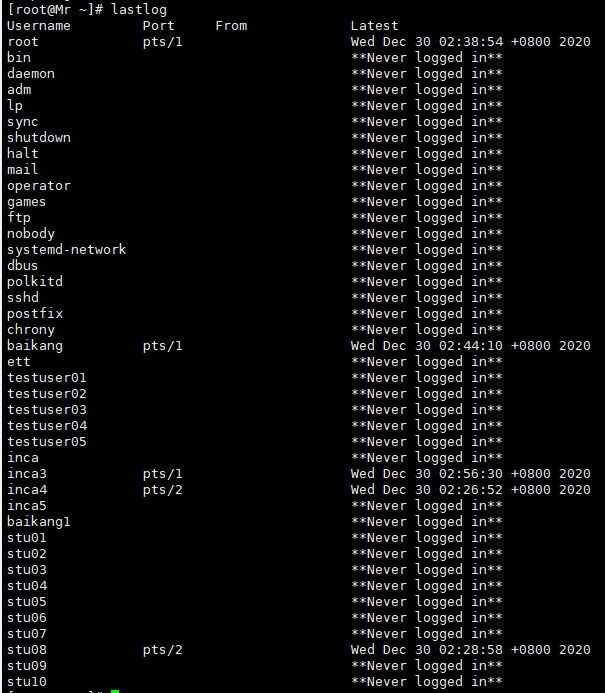 [root@Mr ~]# lastlog
Username         Port     From             Latest
root             pts/1                     Wed Dec 30 02:38:54 +0800 2020
bin                                        **Never logged in**
daemon                                     **Never logged in**
adm                                        **Never logged in**
lp                                         **Never logged in**
sync                                       **Never logged in**
shutdown                                   **Never logged in**
halt                                       **Never logged in**
mail                                       **Never logged in**
operator                                   **Never logged in**
games                                      **Never logged in**
ftp                                        **Never logged in**
nobody                                     **Never logged in**
systemd-network                            **Never logged in**
dbus                                       **Never logged in**
polkitd                                    **Never logged in**
sshd                                       **Never logged in**
postfix                                    **Never logged in**
chrony                                     **Never logged in**
baikang          pts/1                     Wed Dec 30 02:44:10 +0800 2020
ett                                        **Never logged in**
testuser01                                 **Never logged in**
testuser02                                 **Never logged in**
testuser03                                 **Never logged in**
testuser04                                 **Never logged in**
testuser05                                 **Never logged in**
inca                                       **Never logged in**
inca3            pts/1                     Wed Dec 30 02:56:30 +0800 2020
inca4            pts/2                     Wed Dec 30 02:26:52 +0800 2020
inca5                                      **Never logged in**
baikang1                                   **Never logged in**
stu01                                      **Never logged in**
stu02                                      **Never logged in**
stu03                                      **Never logged in**
stu04                                      **Never logged in**
stu05                                      **Never logged in**
stu06                                      **Never logged in**
stu07                                      **Never logged in**
stu08            pts/2                     Wed Dec 30 02:28:58 +0800 2020
stu09                                      **Never logged in**
stu10                                      **Never logged in**